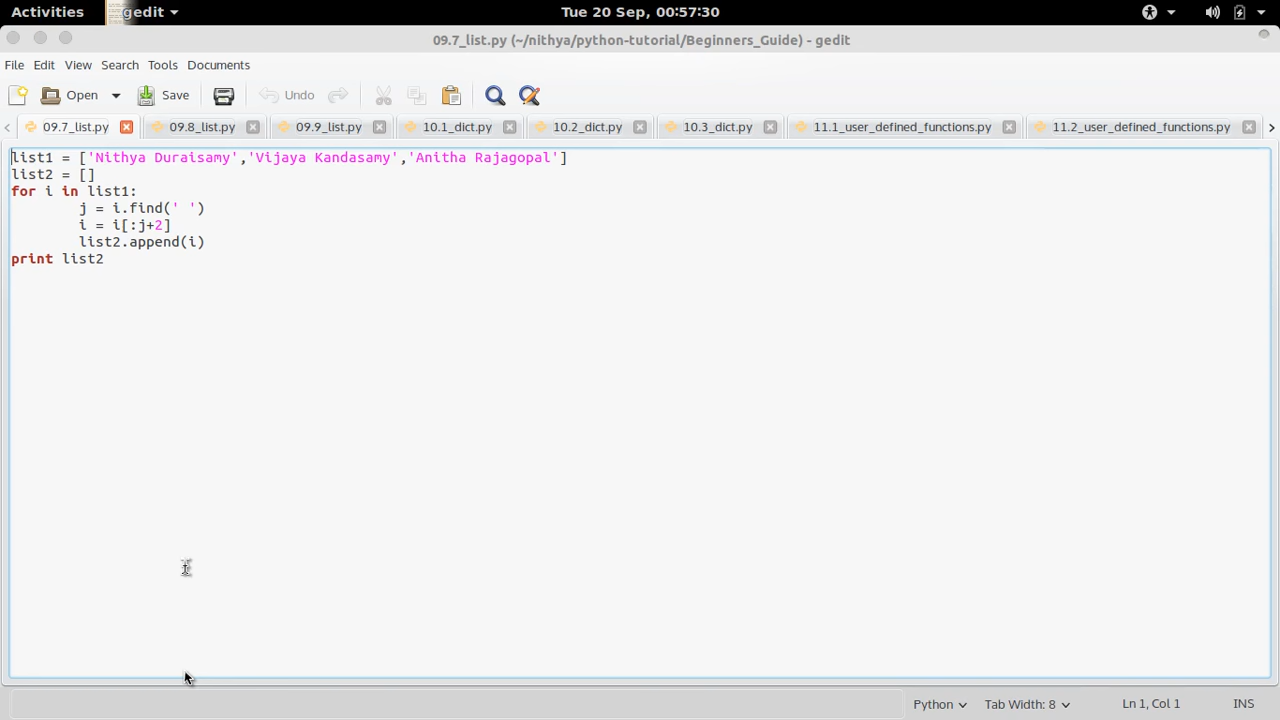 Activities gedit Tue 20 Sep, 00:57:30
09.7_list.py (~/nithya/python-tutorial/Beginners_Guide) - gedit
File Edit View Search Tools Documents
Open Save Undo
09.7_list.py 09.8_list.py 09.9_list.py 10.1_dict.py 10.2_dict.py 10.3_dict.py 11.1_user_defined_functions.py 11.2_user_defined_functions.py
list1 = ['Nithya Duraisamy','Vijaya Kandasamy','Anitha Rajagopal']
list2 = []
for i in list1:
        j = i.find(' ')
        i = i[:j+2]
        list2.append(i)
print list2
Python Tab Width: 8 Ln 1, Col 1 INS